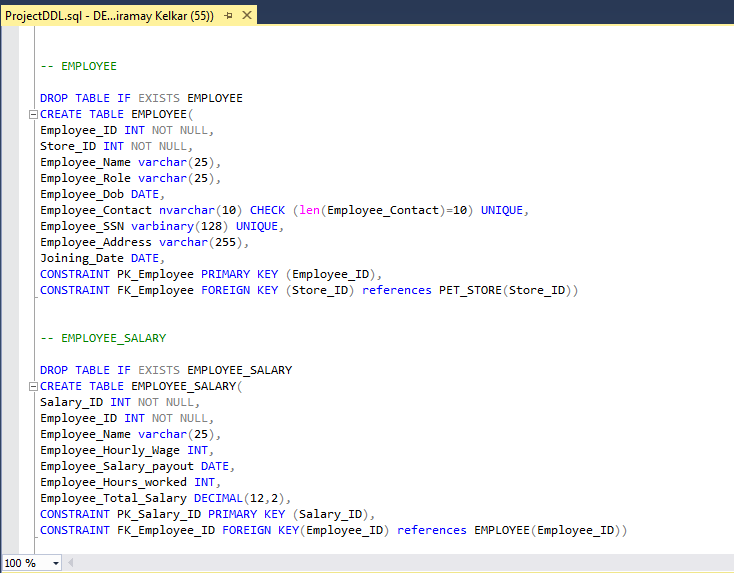 ProjectDDL.sql - DE...iramay Kelkar (55))
-- EMPLOYEE
DROP TABLE IF EXISTS EMPLOYEE
CREATE TABLE EMPLOYEE(
Employee_ID INT NOT NULL,
Store_ID INT NOT NULL,
Employee_Name varchar(25),
Employee_Role varchar(25),
Employee_Dob DATE,
Employee_Contact nvarchar(10) CHECK (len(Employee_Contact)=10) UNIQUE,
Employee_SSN varbinary(128) UNIQUE,
Employee_Address varchar(255),
Joining_Date DATE,
CONSTRAINT PK_Employee PRIMARY KEY (Employee_ID),
CONSTRAINT FK_Employee FOREIGN KEY (Store_ID) references PET_STORE(Store_ID))
-- EMPLOYEE_SALARY
DROP TABLE IF EXISTS EMPLOYEE_SALARY
CREATE TABLE EMPLOYEE_SALARY(
Salary_ID INT NOT NULL,
Employee_ID INT NOT NULL,
Employee_Name varchar(25),
Employee_Hourly_Wage INT,
Employee_Salary_payout DATE,
Employee_Hours_worked INT,
Employee_Total_Salary DECIMAL(12,2),
CONSTRAINT PK_Salary_ID PRIMARY KEY (Salary_ID),
CONSTRAINT FK_Employee_ID FOREIGN KEY(Employee_ID) references EMPLOYEE(Employee_ID))
100 %